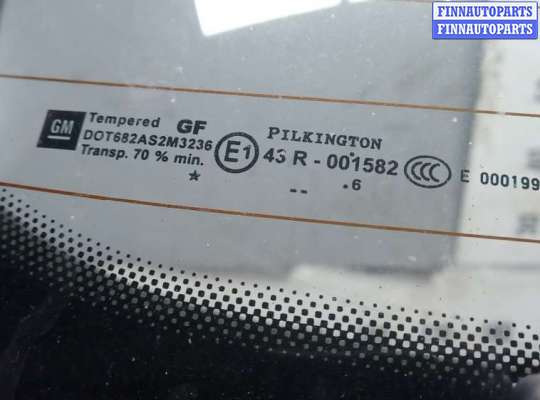 FINNAUTOPARTS
FINNAUTOPARTS
GM
Tempered GF
DOT682AS2M3236
Transp. 70 % min.
E1
PILKINGTON
43 R - 001582
.6
CCC
E 000199